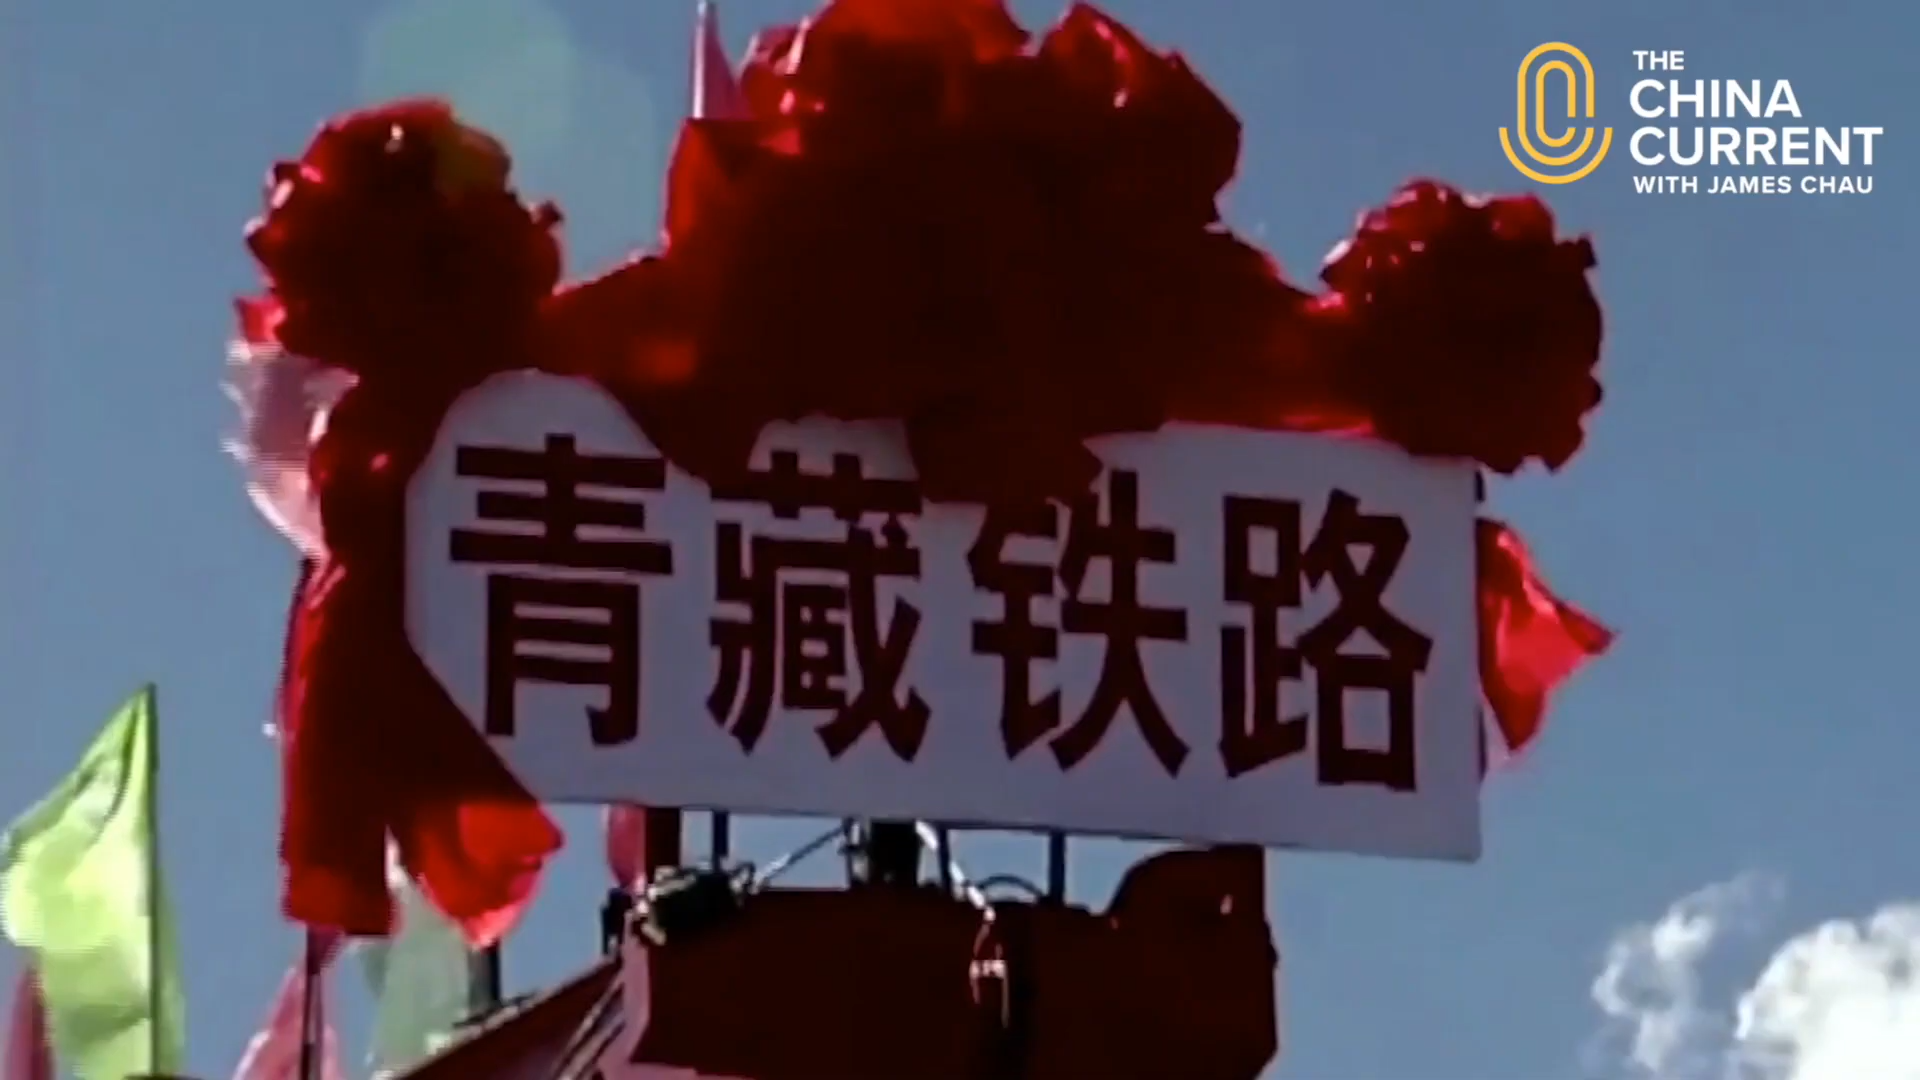 THE
CHINA
CURRENT
WITH JAMES CHAU
青藏铁路